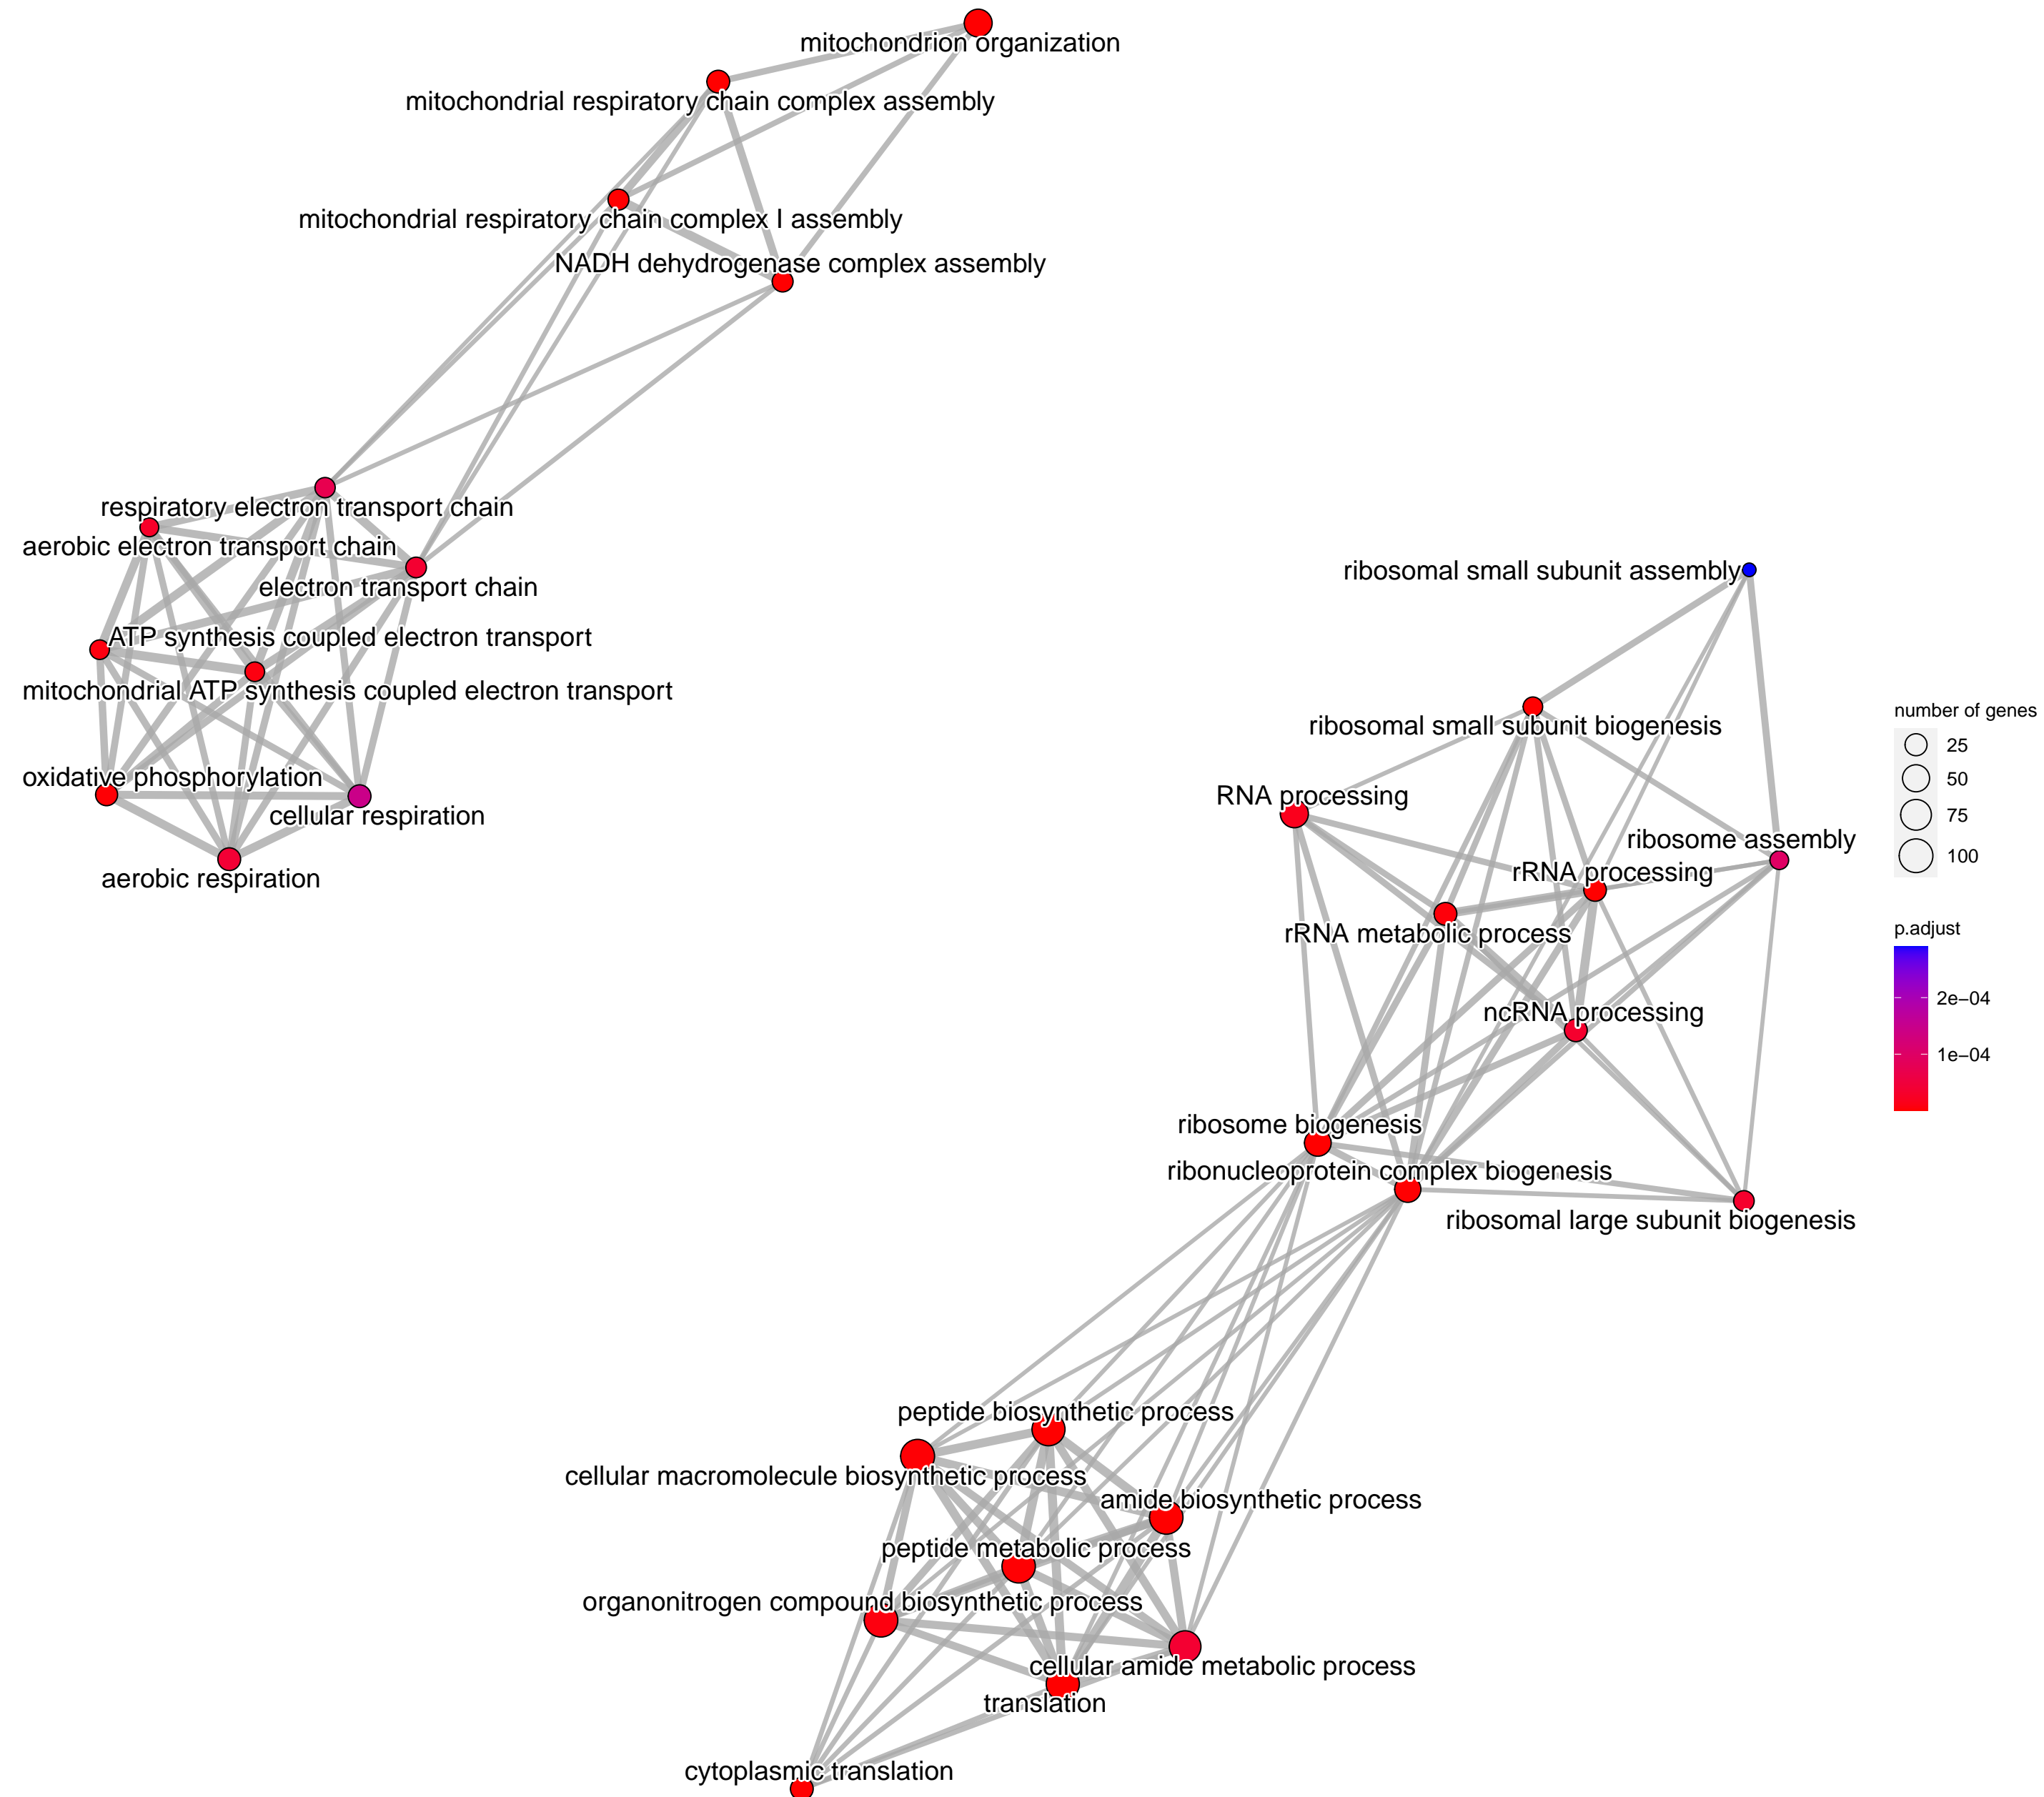 mitochondrion organization
mitochondrial respiratory chain complex assembly
mitochondrial respiratory chain complex I assembly
NADH dehydrogenase complex assembly
respiratory electron transport chain
aerobic electron transport chain
electron transport chain
ATP synthesis coupled electron transport
mitochondrial ATP synthesis coupled electron transport
oxidative phosphorylation
cellular respiration
aerobic respiration
ribosomal small subunit assembly
ribosomal small subunit biogenesis
RNA processing
ribosome assembly
rRNA processing
rRNA metabolic process
ncRNA processing
ribosome biogenesis
ribonucleoprotein complex biogenesis
ribosomal large subunit biogenesis
peptide biosynthetic process
cellular macromolecule biosynthetic process
amide biosynthetic process
peptide metabolic process
organonitrogen compound biosynthetic process
cellular amide metabolic process
translation
cytoplasmic translation
number of genes
25
50
75
100
p.adjust
2e−04
1e−04